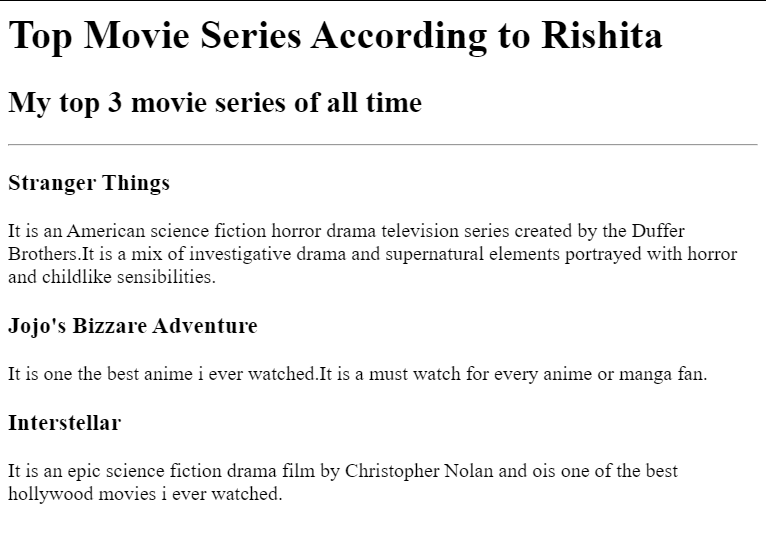 Top Movie Series According to Rishita
My top 3 movie series of all time
Stranger Things
It is an American science fiction horror drama television series created by the Duffer
Brothers.It is a mix of investigative drama and supernatural elements portrayed with horror
and childlike sensibilities.
Jojo's Bizzare Adventure
It is one the best anime i ever watched.It is a must watch for every anime or manga fan.
Interstellar
It is an epic science fiction drama film by Christopher Nolan and ois one of the best
hollywood movies i ever watched.